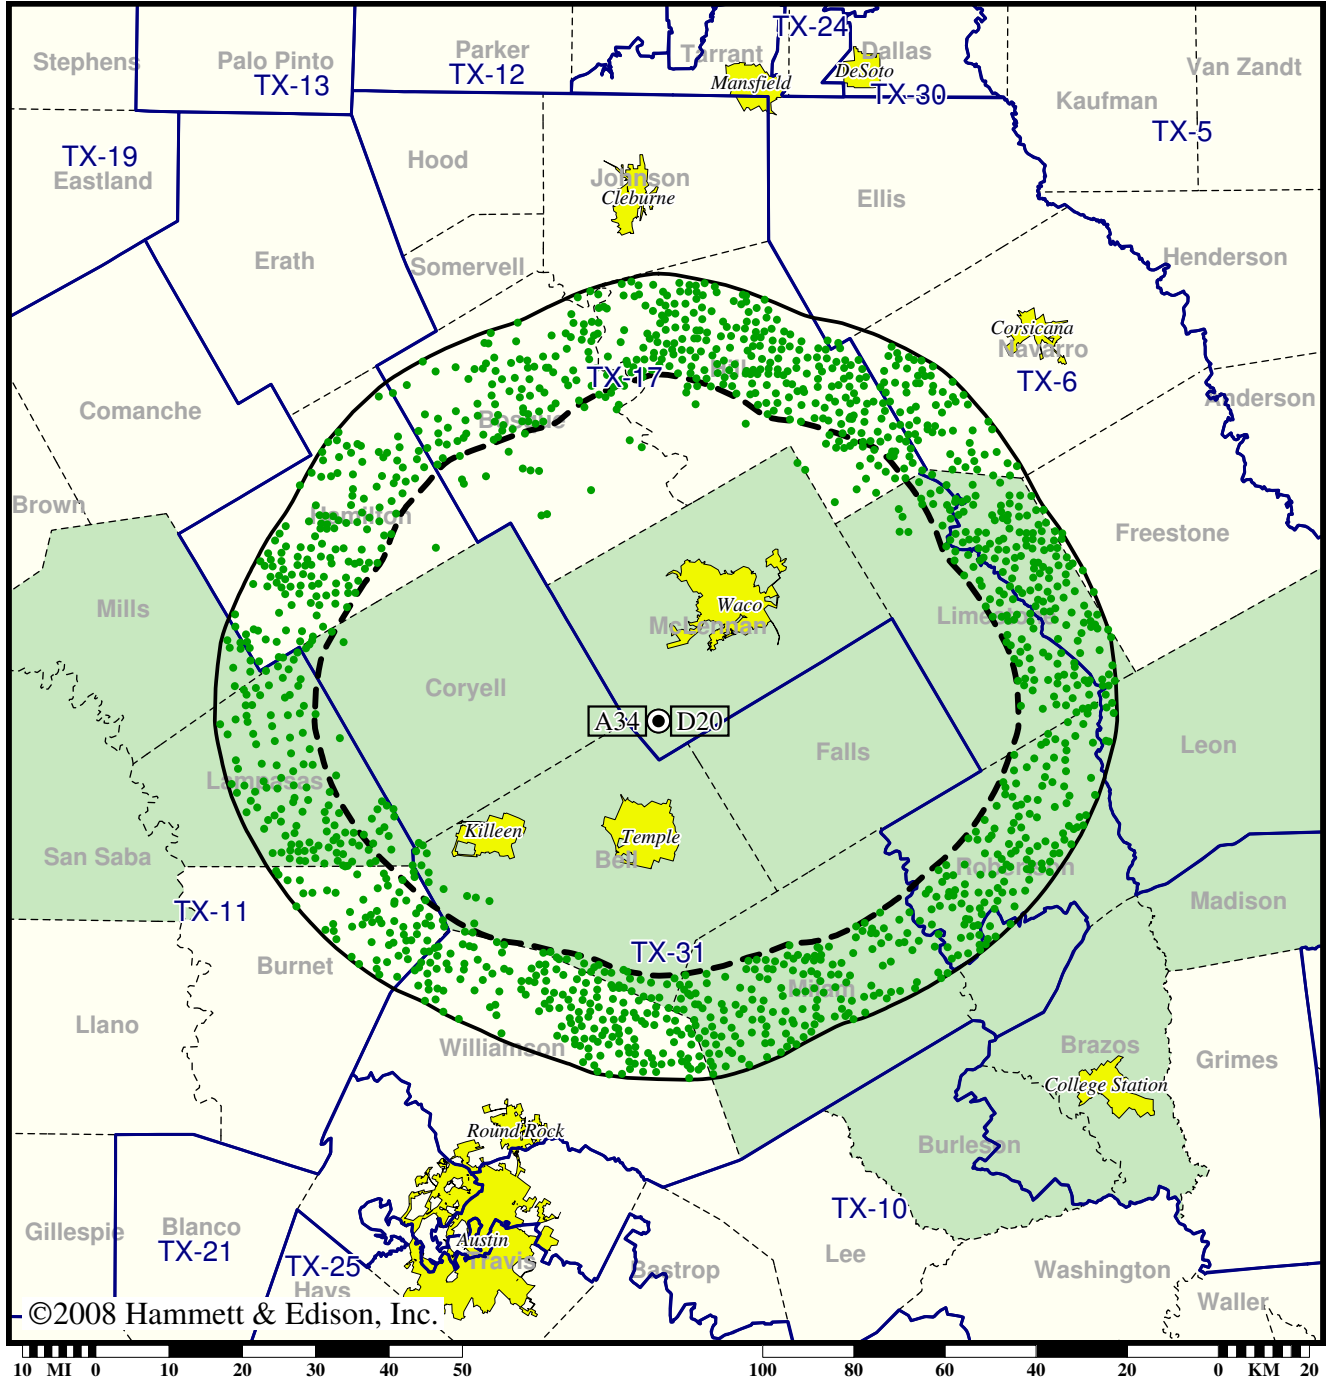 TX-24
Stephens
Palo Pinto
Parker
Tarrant
Dallas
Van Zandt
TX-13
TX-12
Mansfield
DeSoto
TX-30
Kaufman
TX-5
TX-19
Eastland
Hood
Johnson
Cleburne
Ellis
Erath
Somervell
Henderson
Corsicana
Navarro
TX-6
TX-17
Hill
Comanche
Bosque
Anderson
Brown
Hamilton
Freestone
Mills
Waco
McLennan
Limestone
Coryell
A34
D20
Falls
Leon
Lampasas
Killeen
Temple
Bell
San Saba
Robertson
Madison
TX-11
TX-31
Burnet
Milam
Llano
Williamson
Brazos
Grimes
College Station
Round Rock
Burleson
TX-10
Gillespie
Blanco
TX-21
Austin
Travis
TX-25
Hays
Bastrop
Lee
Washington
Waller
©2008 Hammett & Edison, Inc.
10 MI 0 10 20 30 40 50 100 80 60 40 20 0 KM 20